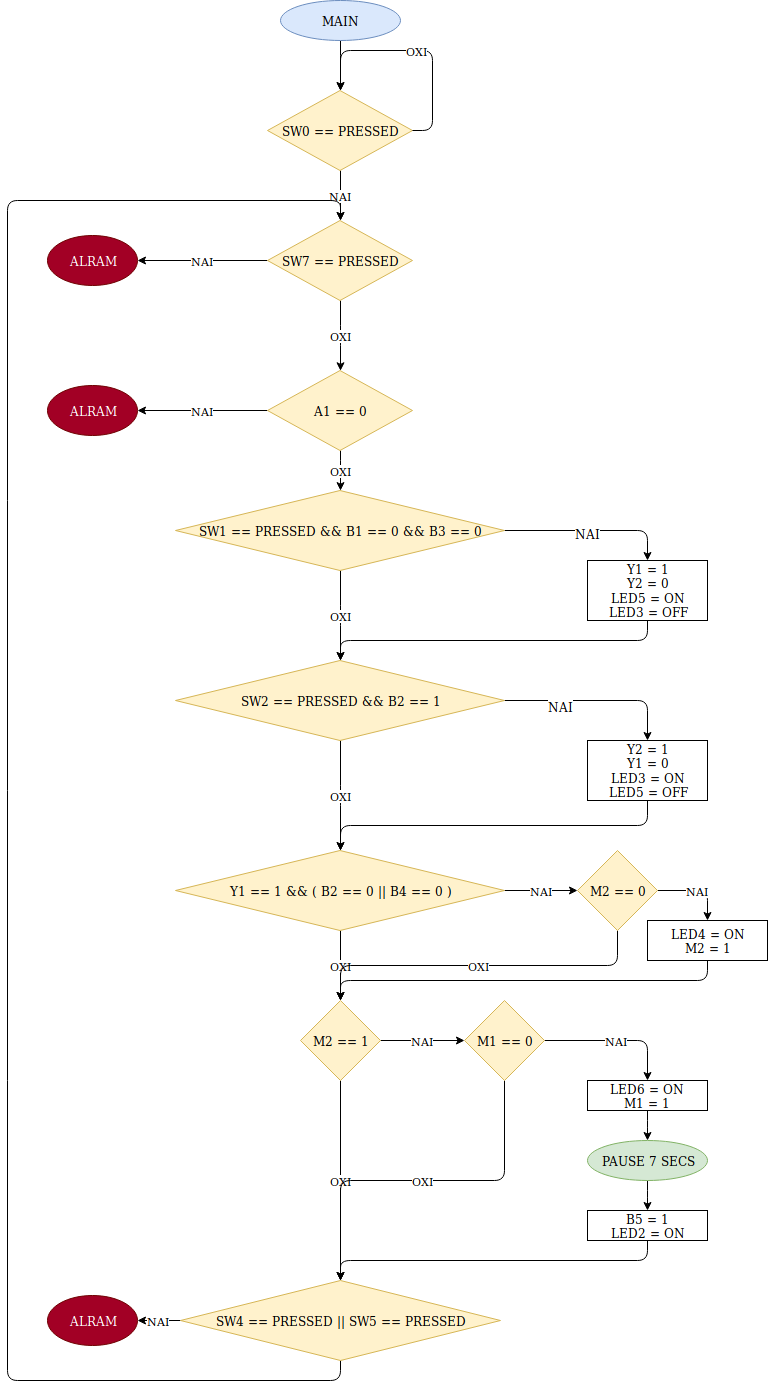 MAIN
OXI
SW0 == PRESSED
NAI
SW7 == PRESSED
NAI
ALRAM
OXI
A1 == 0
NAI
ALRAM
OXI
SW1 == PRESSED && B1 == 0 && B3 == 0
NAI
Y1 = 1
Y2 = 0
LED5 = ON
LED3 = OFF
OXI
SW2 == PRESSED && B2 == 1
NAI
Y2 = 1
Y1 = 0
LED3 = ON
LED5 = OFF
OXI
Y1 == 1 && ( B2 == 0 || B4 == 0 )
NAI
M2 == 0
NAI
LED4 = ON
M2 = 1
OXI
OXI
M2 == 1
NAI
M1 == 0
NAI
LED6 = ON
M1 = 1
PAUSE 7 SECS
OXI
OXI
B5 = 1
LED2 = ON
SW4 == PRESSED || SW5 == PRESSED
NAI
ALRAM